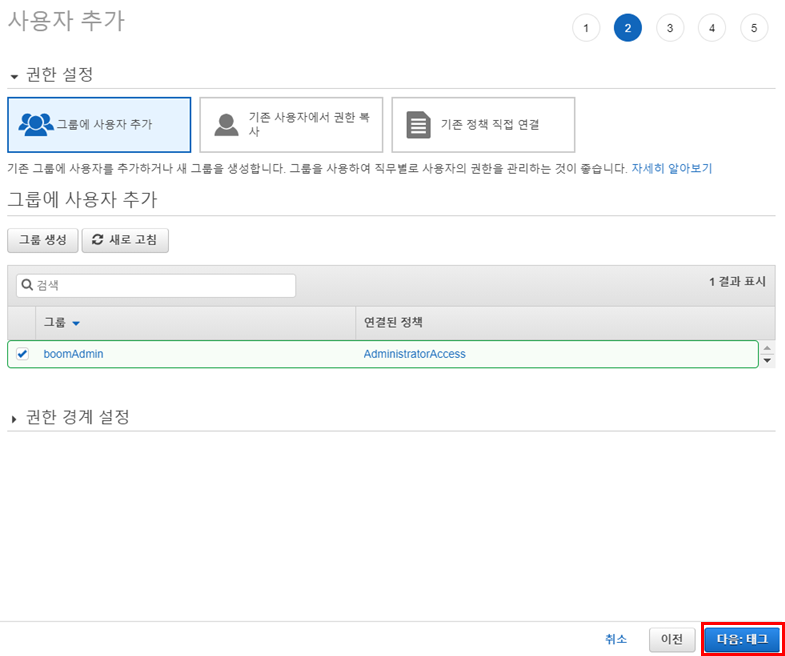 사용자 추가
1 2 3 4 5
권한 설정
그룹에 사용자 추가
기존 사용자에서 권한 복
사
기존 정책 직접 연결
기존 그룹에 사용자를 추가하거나 새 그룹을 생성합니다. 그룹을 사용하여 직무별로 사용자의 권한을 관리하는 것이 좋습니다. 자세히 알아보기
그룹에 사용자 추가
그룹 생성 새로 고침
검색 1 결과 표시
그룹 연결된 정책
boomAdmin AdministratorAccess
권한 경계 설정
취소 이전 다음: 태그